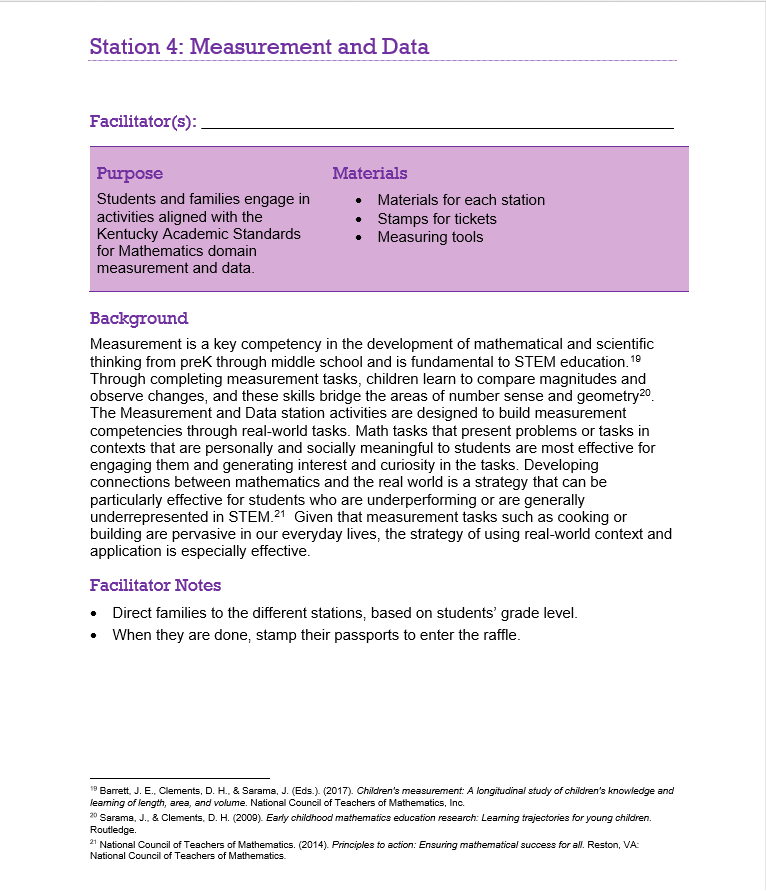 Station 4: Measurement and Data
Facilitator(s):
Purpose
Students and families engage in
activities aligned with the
Kentucky Academic Standards
for Mathematics domain
measurement and data.
Materials
• Materials for each station
• Stamps for tickets
• Measuring tools
Background
Measurement is a key competency in the development of mathematical and scientific
thinking from preK through middle school and is fundamental to STEM education.19
Through completing measurement tasks, children learn to compare magnitudes and
observe changes, and these skills bridge the areas of number sense and geometry20.
The Measurement and Data station activities are designed to build measurement
competencies through real-world tasks. Math tasks that present problems or tasks in
contexts that are personally and socially meaningful to students are most effective for
engaging them and generating interest and curiosity in the tasks. Developing
connections between mathematics and the real world is a strategy that can be
particularly effective for students who are underperforming or are generally
underrepresented in STEM.21 Given that measurement tasks such as cooking or
building are pervasive in our everyday lives, the strategy of using real-world context and
application is especially effective.
Facilitator Notes
• Direct families to the different stations, based on students’ grade level.
• When they are done, stamp their passports to enter the raffle.
19 Barrett, J. E., Clements, D. H., & Sarama, J. (Eds.). (2017). Children's measurement: A longitudinal study of children's knowledge and
learning of length, area, and volume. National Council of Teachers of Mathematics, Inc.
20 Sarama, J., & Clements, D. H. (2009). Early childhood mathematics education research: Learning trajectories for young children.
Routledge.
21 National Council of Teachers of Mathematics. (2014). Principles to action: Ensuring mathematical success for all. Reston, VA:
National Council of Teachers of Mathematics.